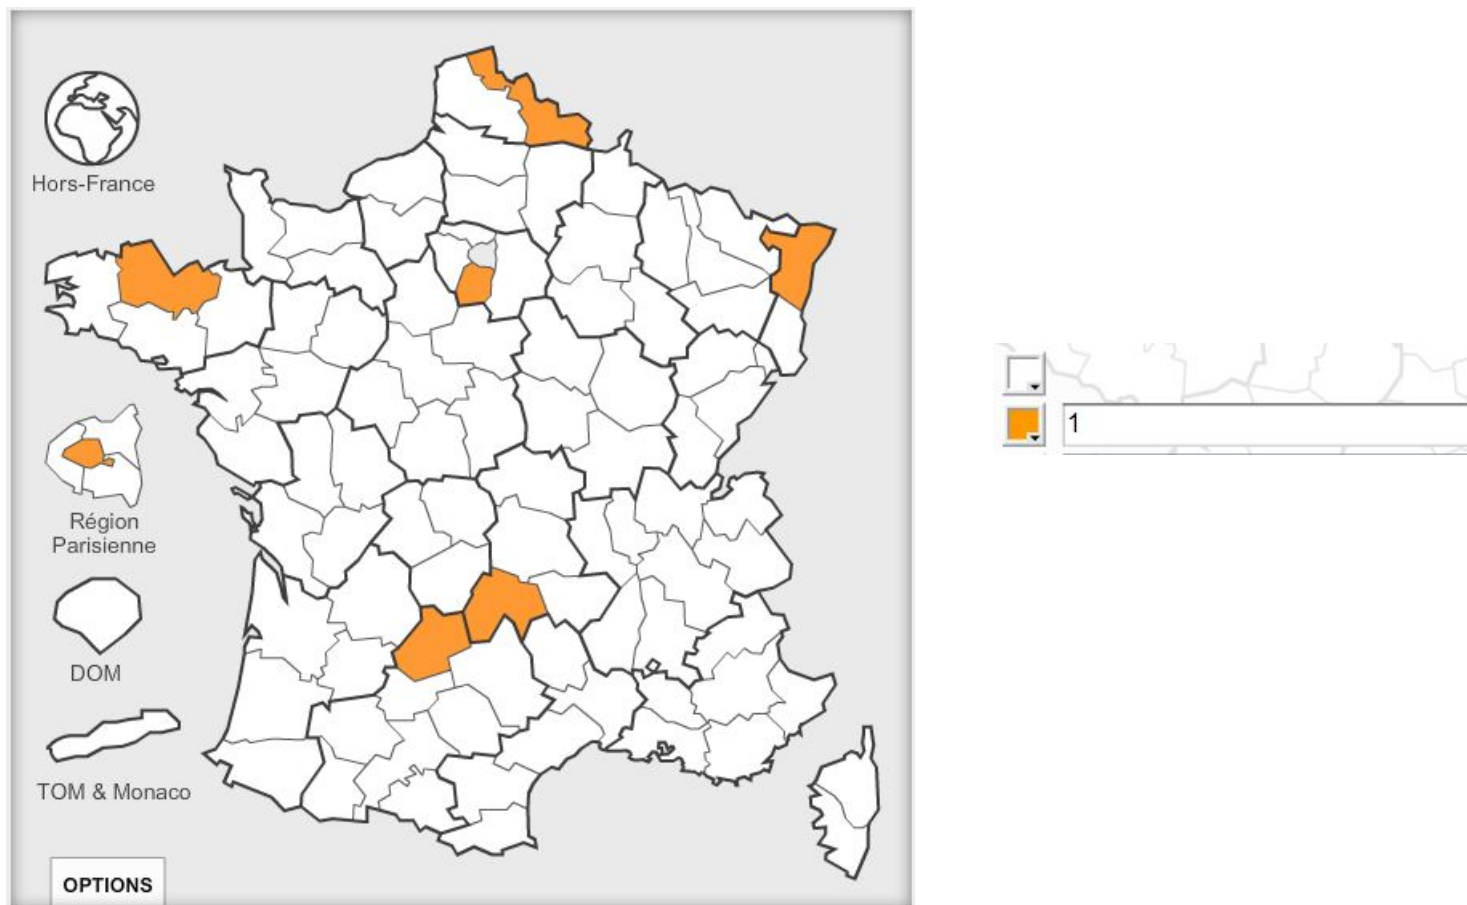 Hors-France
Région
Parisienne
DOM
TOM & Monaco
OPTIONS
1